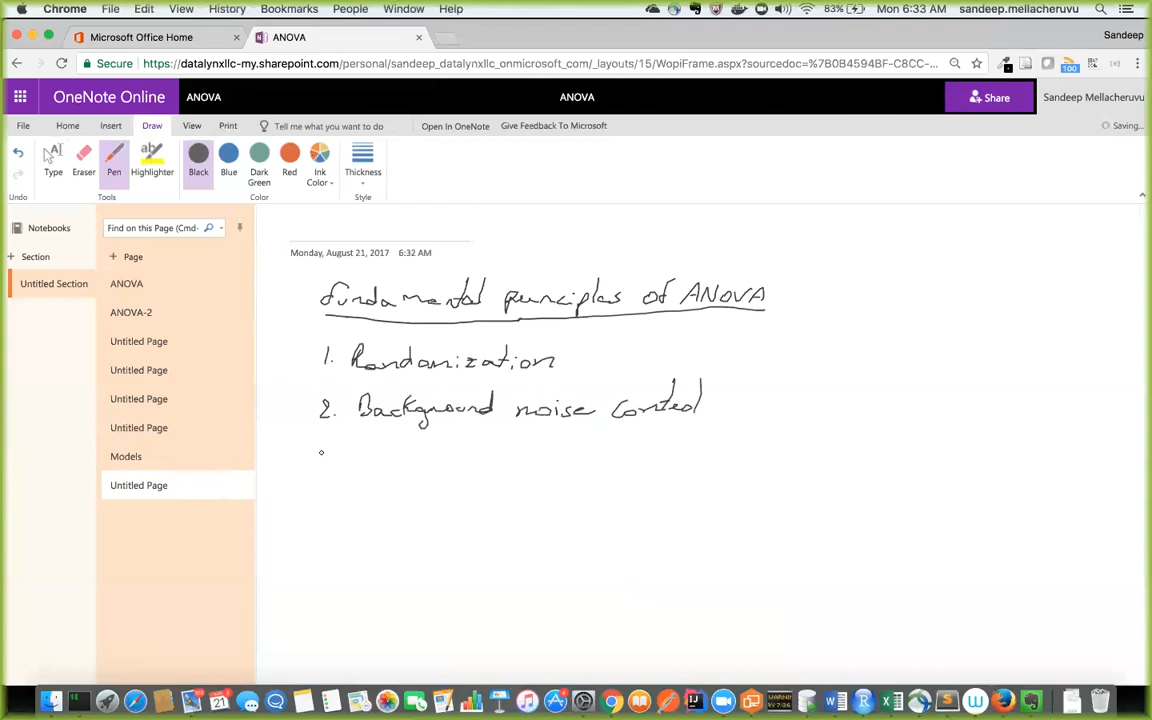 Chrome File Edit View History Bookmarks People Window Help 83% Mon 6:33 AM sandeep.mellacheruvu
Microsoft Office Home × ANOVA × Sandeep
Secure https://datalynxllc-my.sharepoint.com/personal/sandeep_datalynxllc_onmicrosoft_com/_layouts/15/WopiFrame.aspx?sourcedoc=%7B0B4594BF-C8CC-... 100
OneNote Online ANOVA ANOVA Share Sandeep Mellacheruvu
File Home Insert Draw View Print Tell me what you want to do Open In OneNote Give Feedback To Microsoft Saving...
Type Eraser Pen Highlighter Black Blue Dark Green Red Ink Color Thickness
Undo Tools Color Style
Notebooks Find on this Page (Cmd-
Section + Page
Untitled Section ANOVA
ANOVA-2
Untitled Page
Untitled Page
Untitled Page
Untitled Page
Models
Untitled Page
Monday, August 21, 2017 6:32 AM
fundamental principles of ANOVA
1. Randomization
2. Background noise control